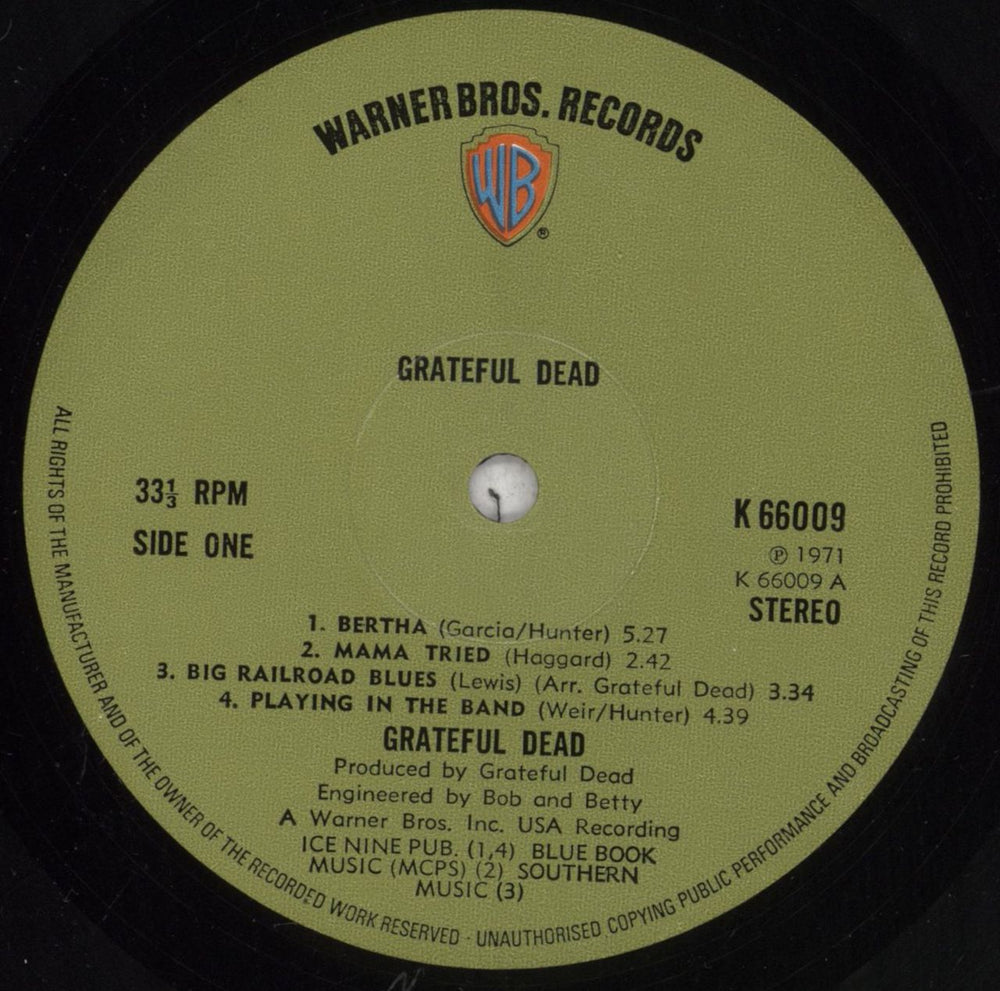 WARNER BROS. RECORDS
WB
®
GRATEFUL DEAD
33⅓ RPM
SIDE ONE
K 66009
℗ 1971
K 66009 A
STEREO
1. BERTHA (Garcia/Hunter) 5.27
2. MAMA TRIED (Haggard) 2.42
3. BIG RAILROAD BLUES (Lewis) (Arr. Grateful Dead) 3.34
4. PLAYING IN THE BAND (Weir/Hunter) 4.39
GRATEFUL DEAD
Produced by Grateful Dead
Engineered by Bob and Betty
A Warner Bros. Inc. USA Recording
ICE NINE PUB. (1,4) BLUE BOOK
MUSIC (MCPS) (2) SOUTHERN
MUSIC (3)
ALL RIGHTS OF THE MANUFACTURER AND OF THE OWNER OF THE RECORDED WORK RESERVED - UNAUTHORISED COPYING PUBLIC PERFORMANCE AND BROADCASTING OF THIS RECORD PROHIBITED